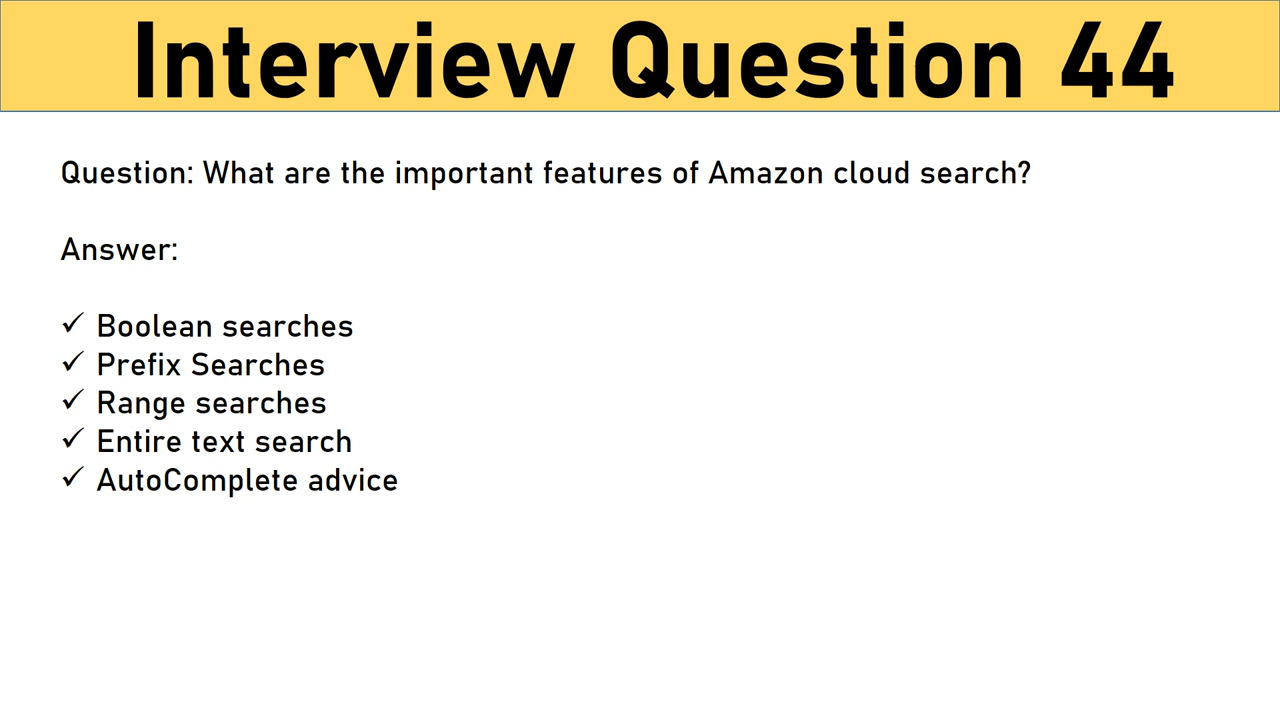 Interview Question 44
Question: What are the important features of Amazon cloud search?
Answer:
✓ Boolean searches
✓ Prefix Searches
✓ Range searches
✓ Entire text search
✓ AutoComplete advice